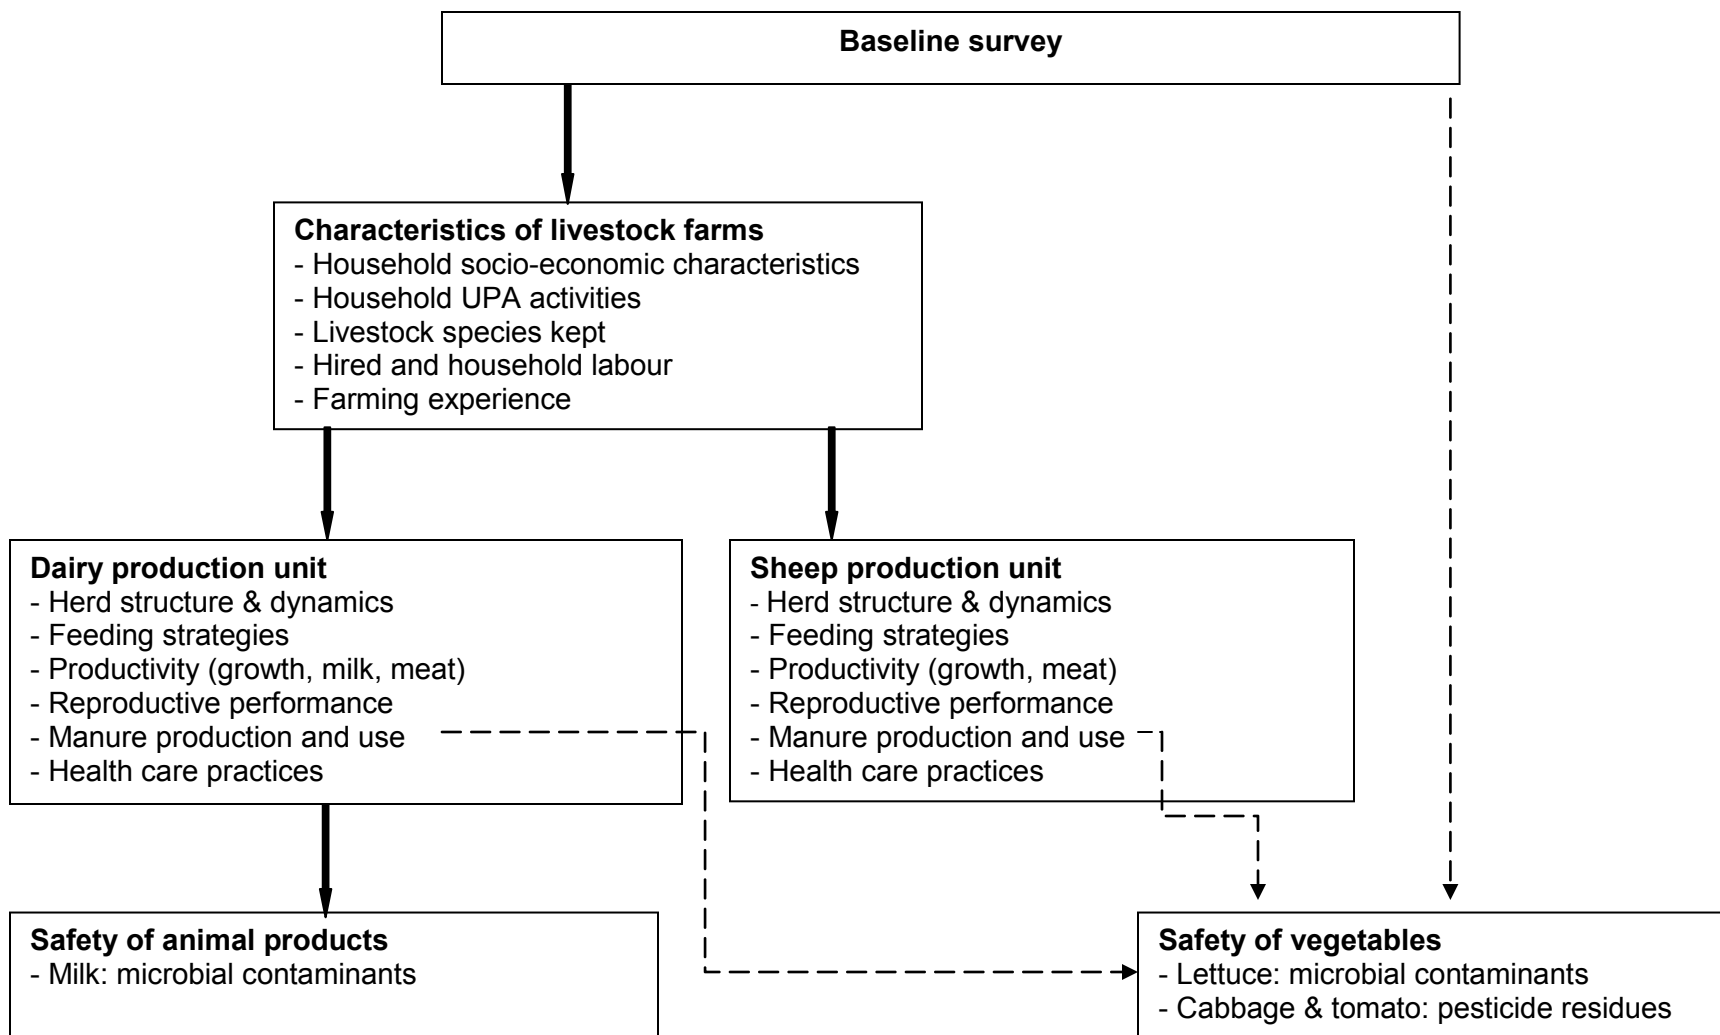 Baseline survey
Characteristics of livestock farms
- Household socio-economic characteristics
- Household UPA activities
- Livestock species kept
- Hired and household labour
- Farming experience
Dairy production unit
- Herd structure & dynamics
- Feeding strategies
- Productivity (growth, milk, meat)
- Reproductive performance
- Manure production and use
- Health care practices
Sheep production unit
- Herd structure & dynamics
- Feeding strategies
- Productivity (growth, meat)
- Reproductive performance
- Manure production and use
- Health care practices
Safety of animal products
- Milk: microbial contaminants
Safety of vegetables
- Lettuce: microbial contaminants
- Cabbage & tomato: pesticide residues